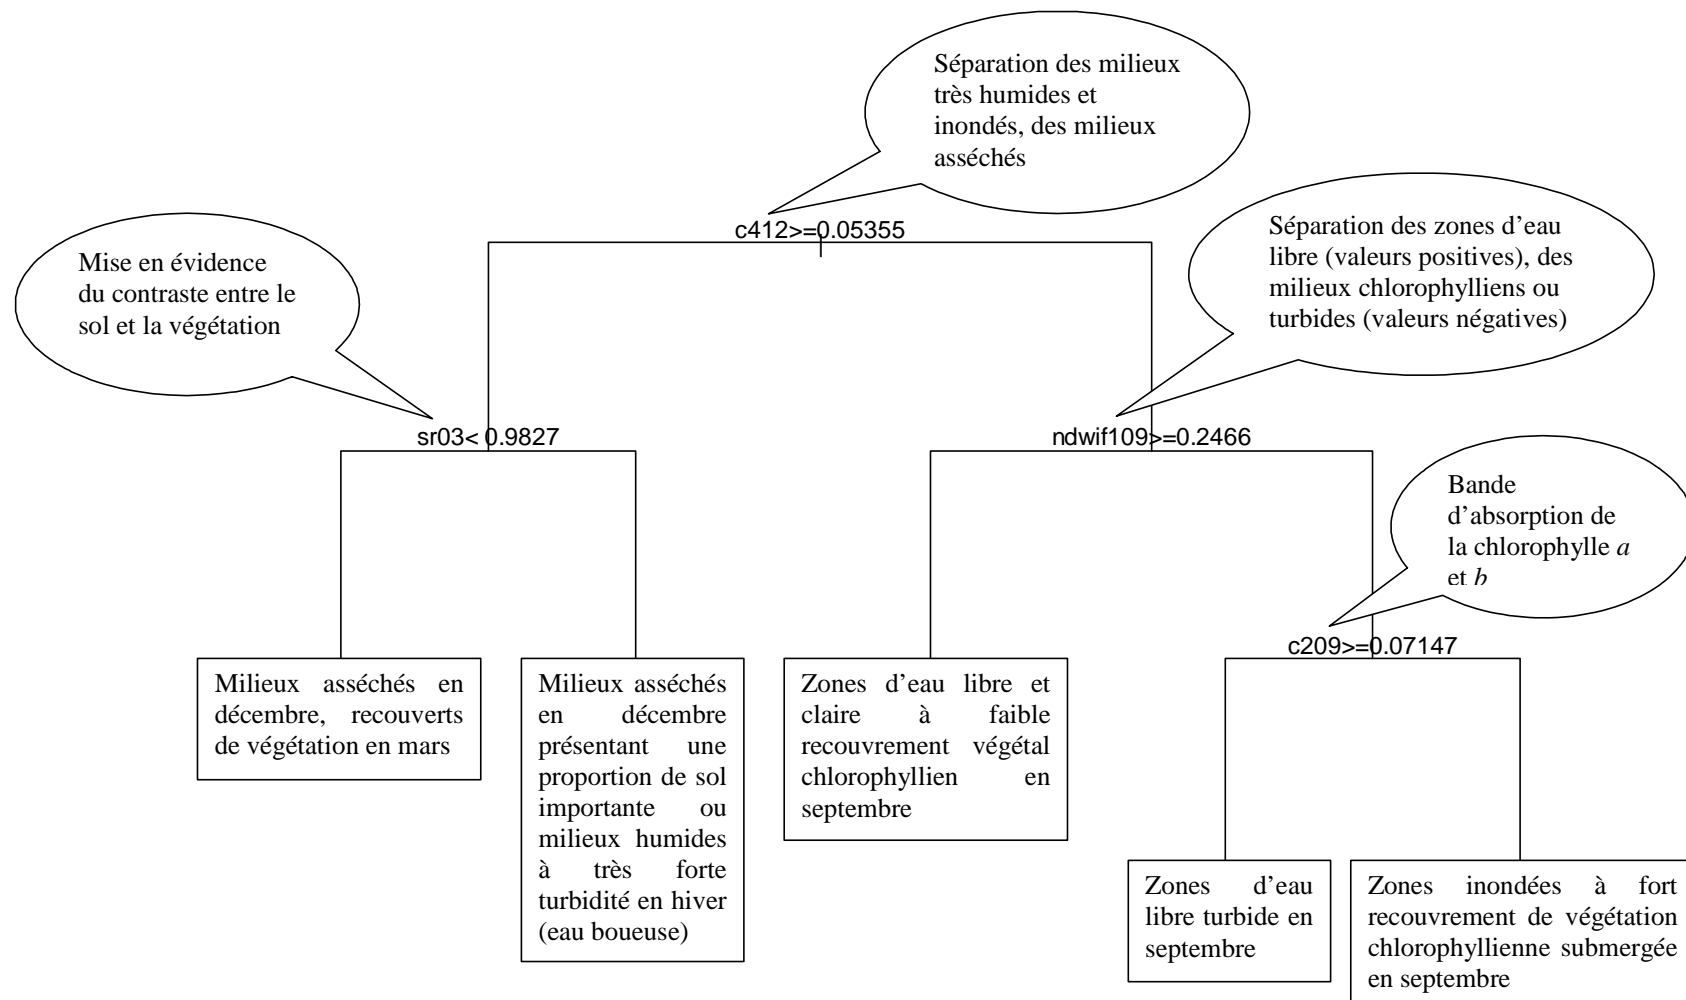 Séparation des milieux
très humides et
inondés, des milieux
asséchés
c412>=0.05355
Mise en évidence
du contraste entre le
sol et la végétation
Séparation des zones d’eau
libre (valeurs positives), des
milieux chlorophylliens ou
turbides (valeurs négatives)
sr03< 0.9827
ndwif109>=0.2466
Bande
d’absorption de
la chlorophylle a
et b
c209>=0.07147
Milieux asséchés en
décembre, recouverts
de végétation en mars
Milieux asséchés
en décembre
présentant une
proportion de sol
importante ou
milieux humides
à très forte
turbidité en hiver
(eau boueuse)
Zones d’eau libre et
claire à faible
recouvrement végétal
chlorophyllien en
septembre
Zones d’eau
libre turbide en
septembre
Zones inondées à fort
recouvrement de végétation
chlorophyllienne submergée
en septembre